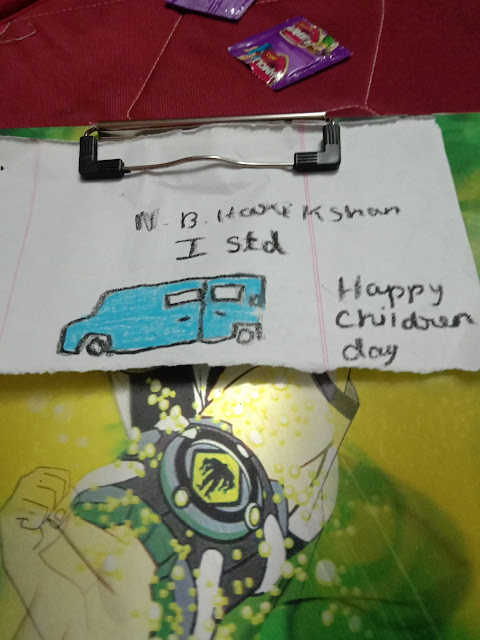 N. B. Harikshan
I Std
Happy
Children
day